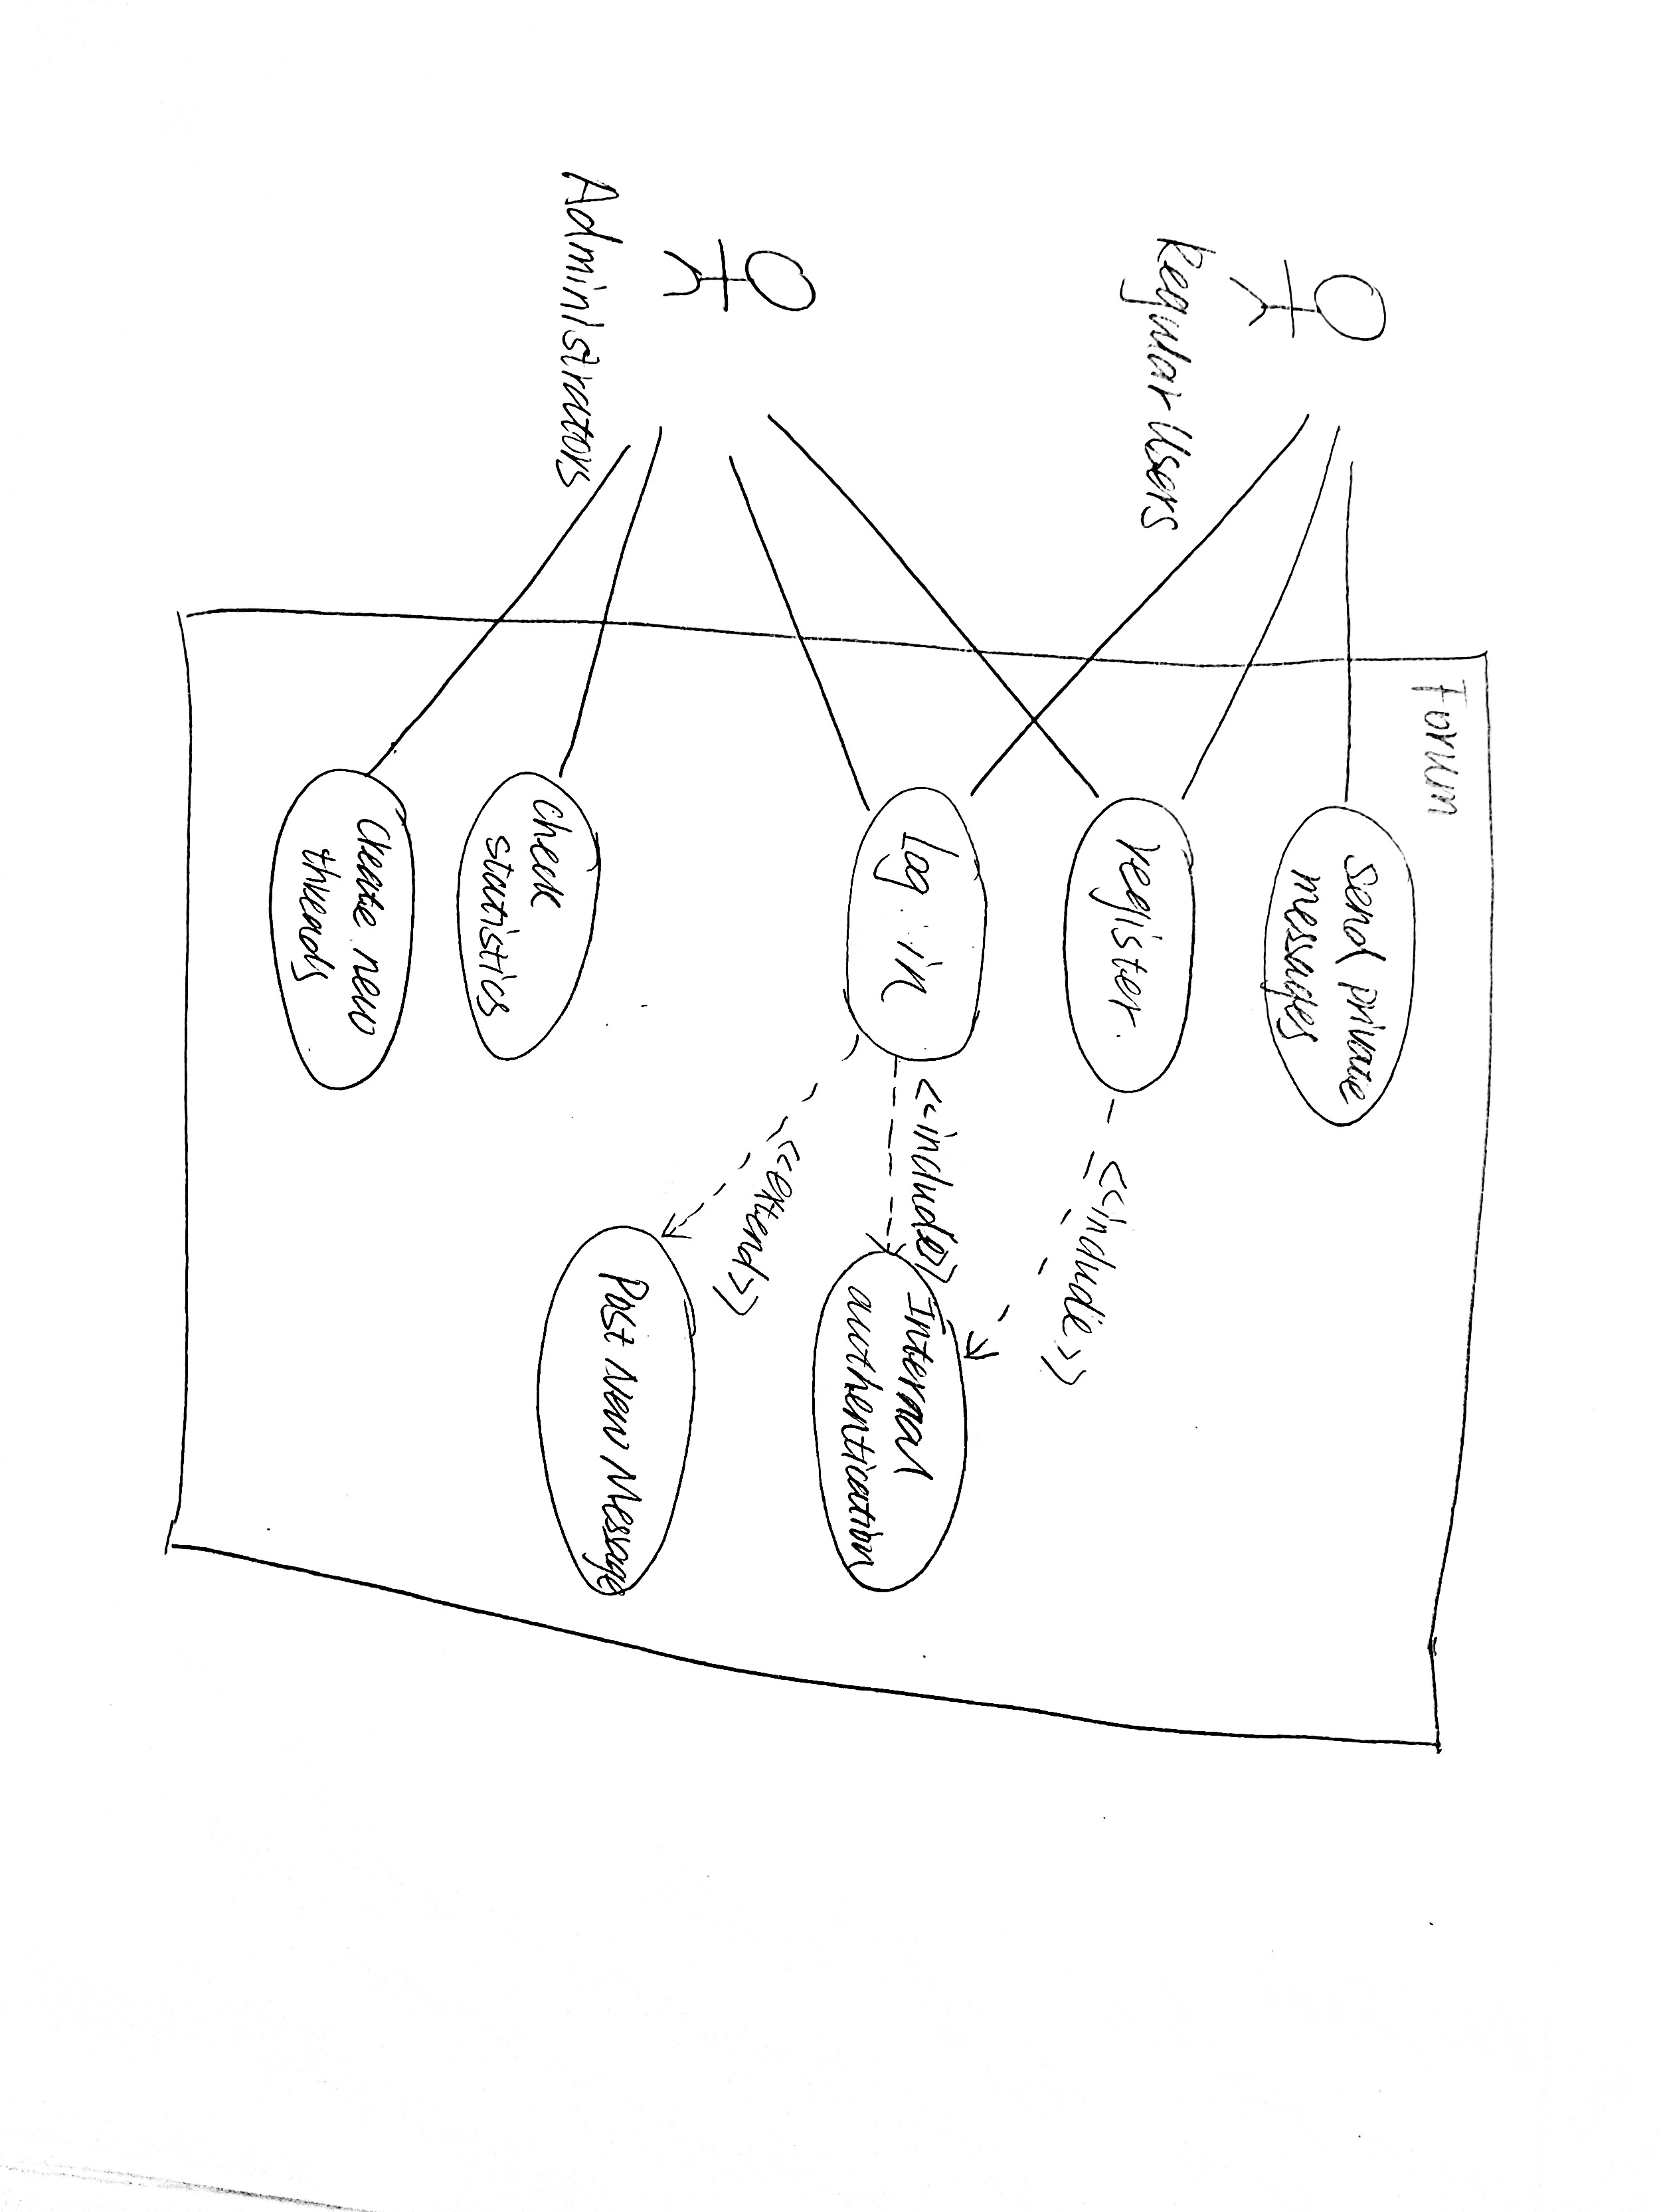 Forum
send private
messages
Regular Users
register.
<<include>>
log in
<<include>>
Internal
authentication
<<extend>>
Administrators
Post New Message
check
statistics
create new
threads